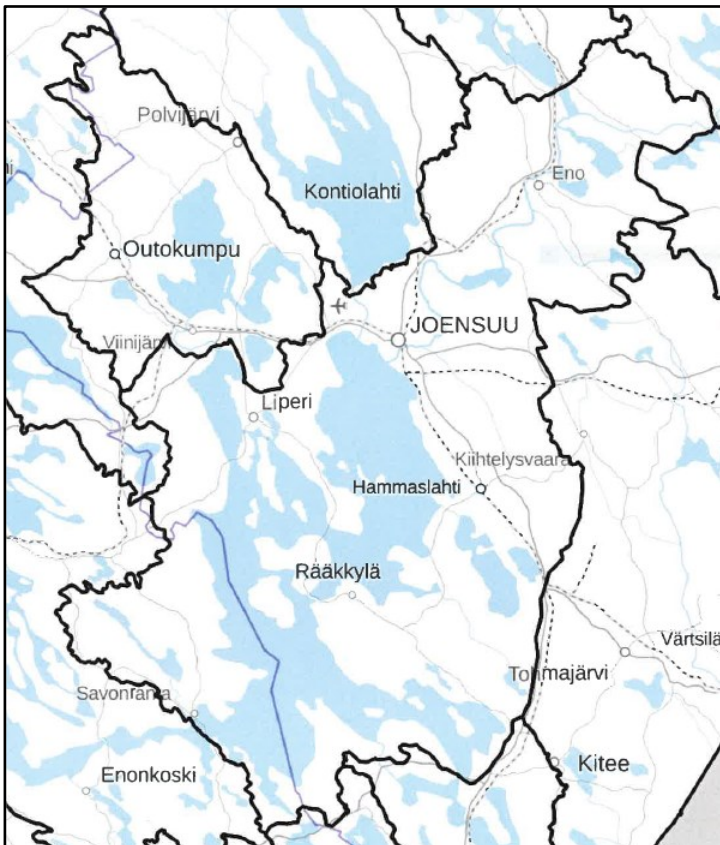 Polvijärvi
Eno
Kontiolahti
Outokumpu
JOENSUU
Viinijärvi
Liperi
Kiihtelysvaara
Hammaslahti
Rääkkylä
Värtsilä
Tohmajärvi
Savonranta
Kitee
Enonkoski